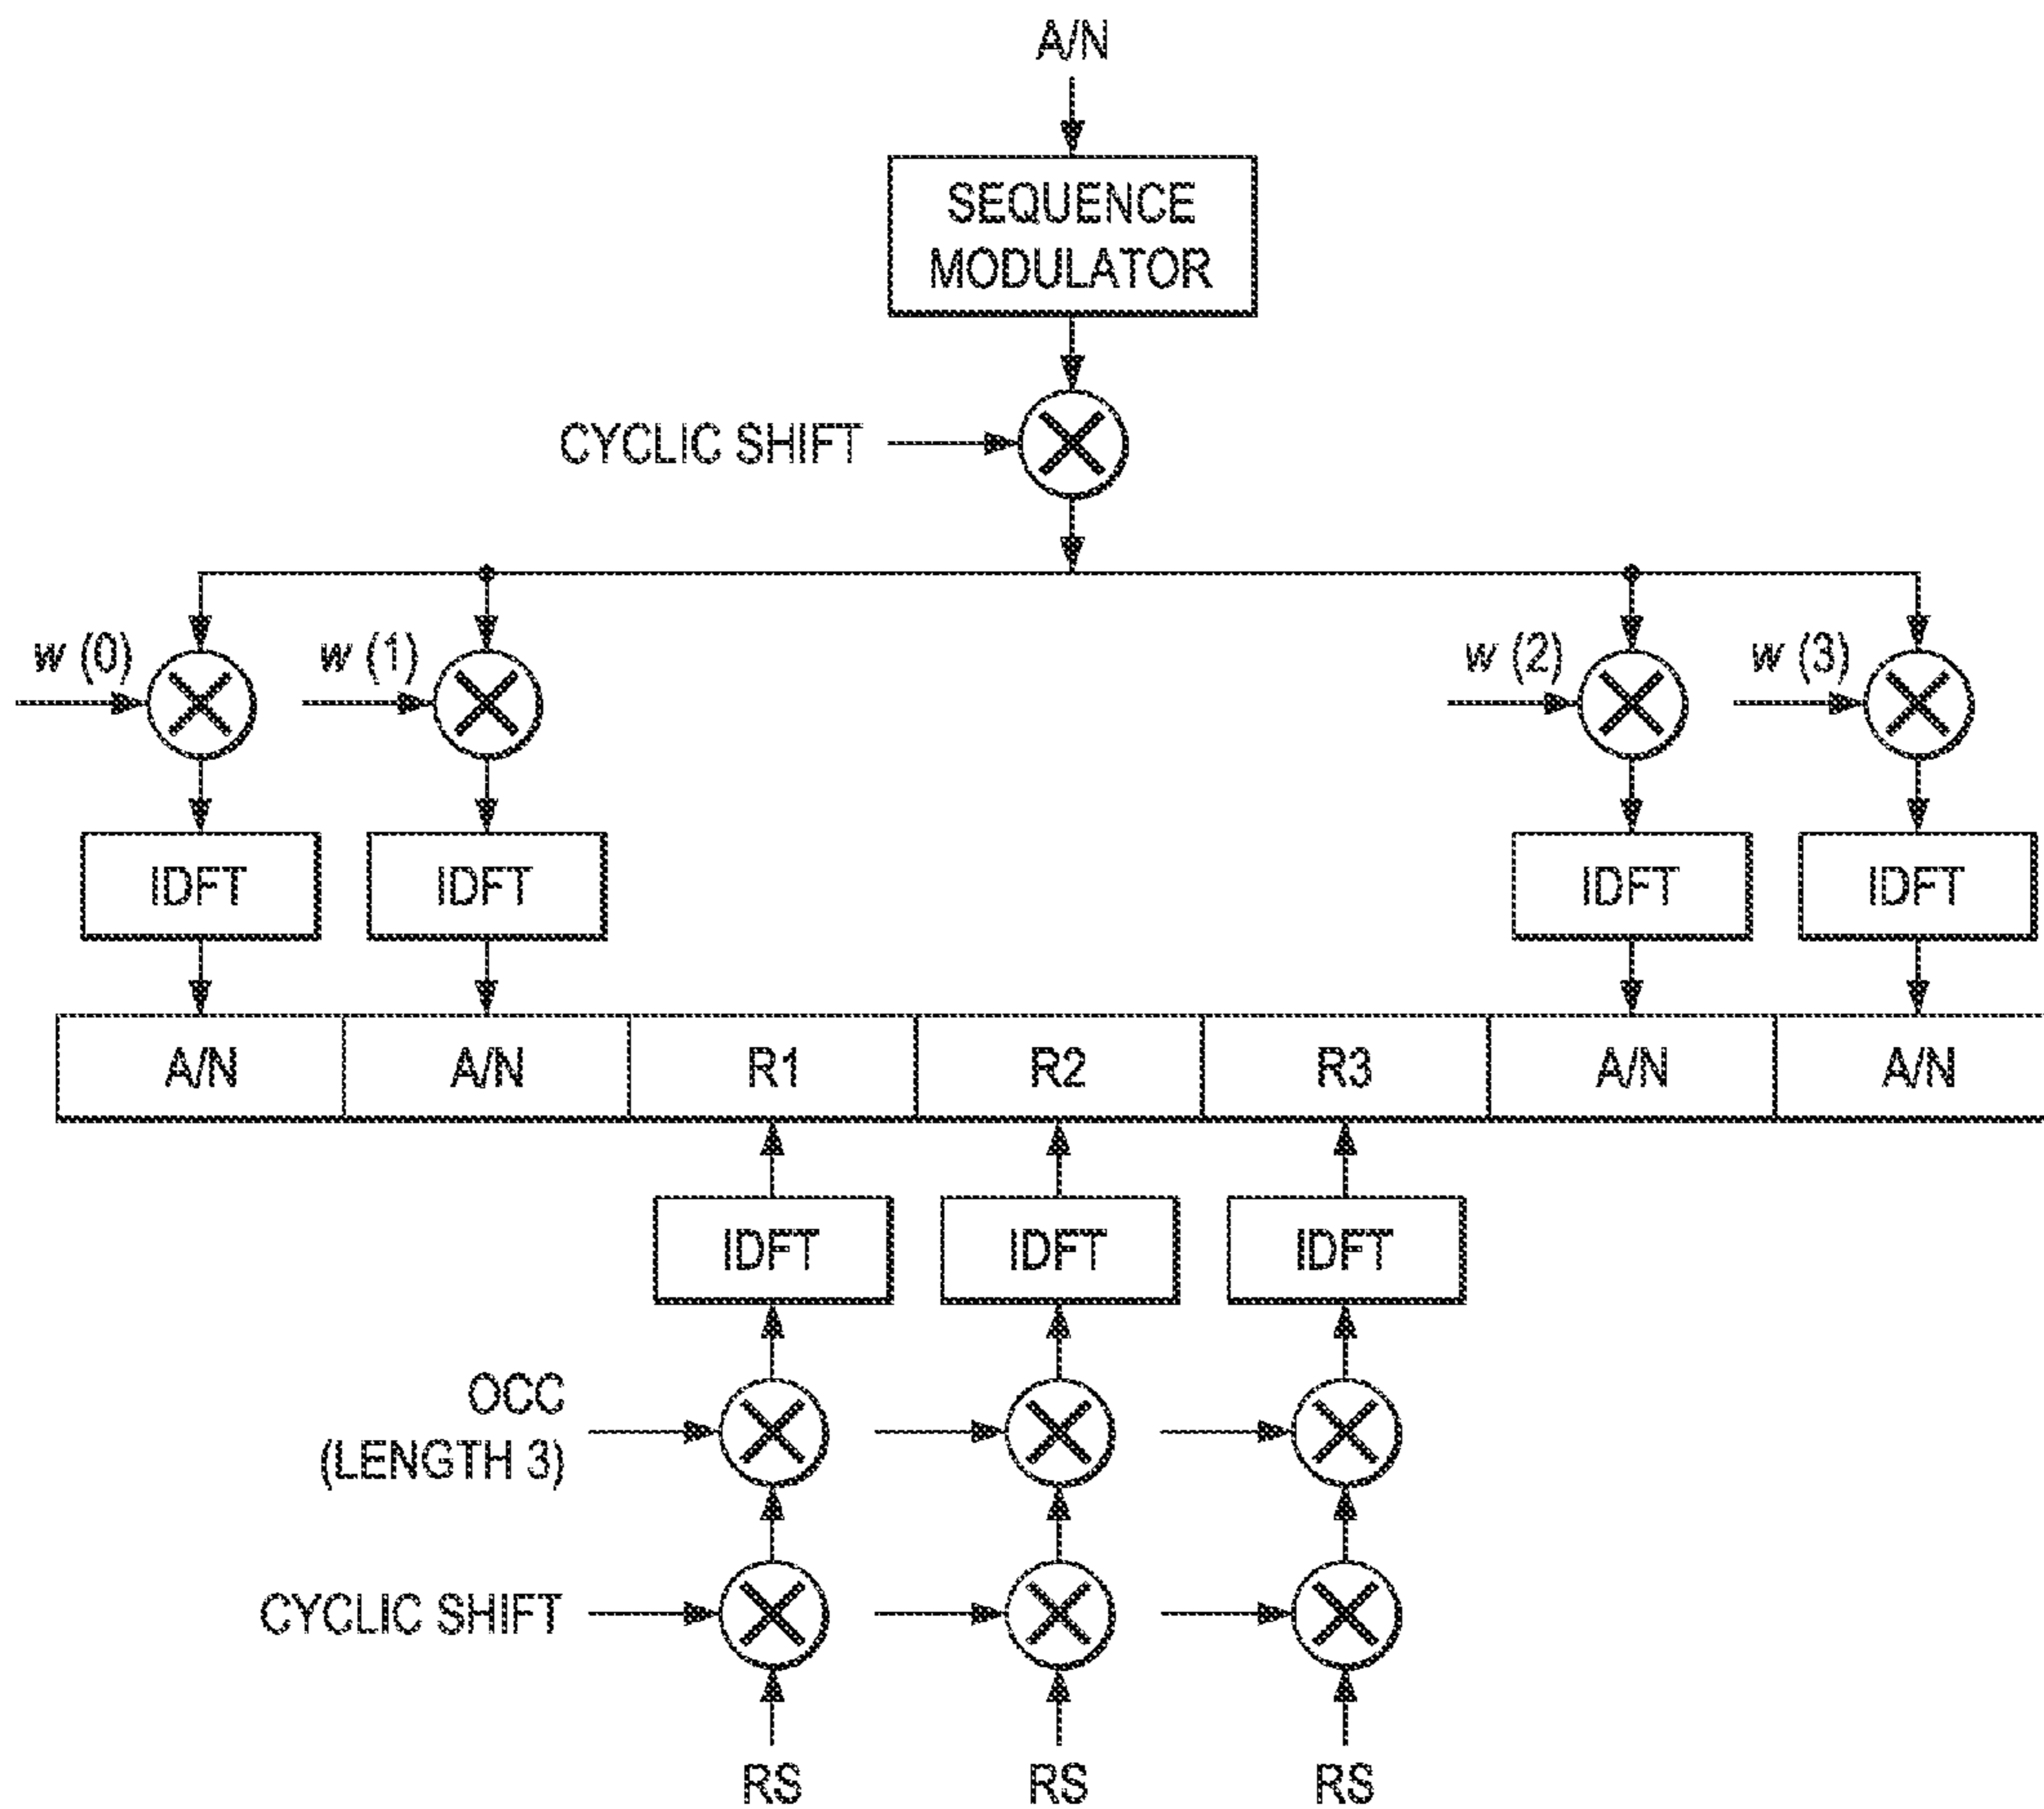 A/N
SEQUENCE
MODULATOR
CYCLIC SHIFT
w (0)
w (1)
w (2)
w (3)
IDFT
IDFT
IDFT
IDFT
A/N
A/N
R1
R2
R3
A/N
A/N
IDFT
IDFT
IDFT
OCC
(LENGTH 3)
CYCLIC SHIFT
RS
RS
RS